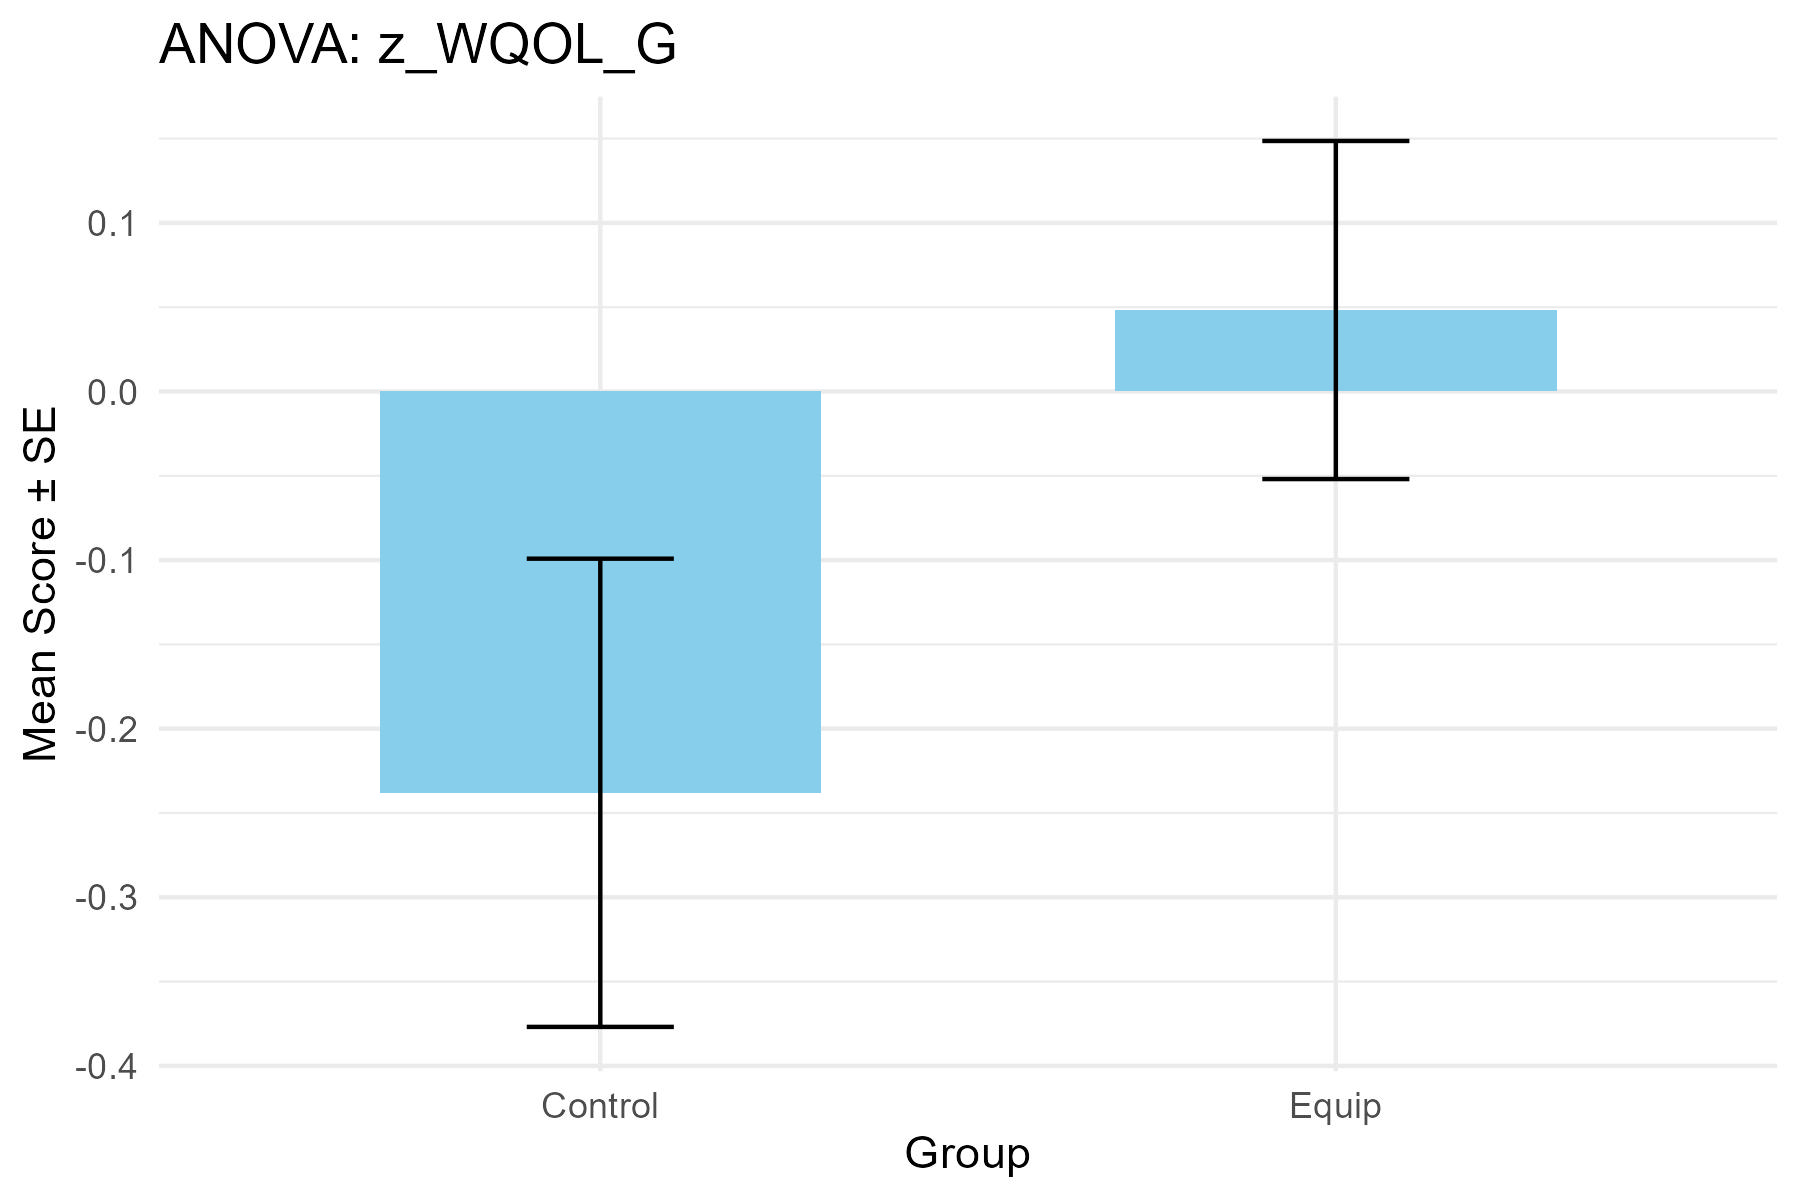 ANOVA: z_WQOL_G
Mean Score ± SE
0.1
0.0
-0.1
-0.2
-0.3
-0.4
Control
Equip
Group